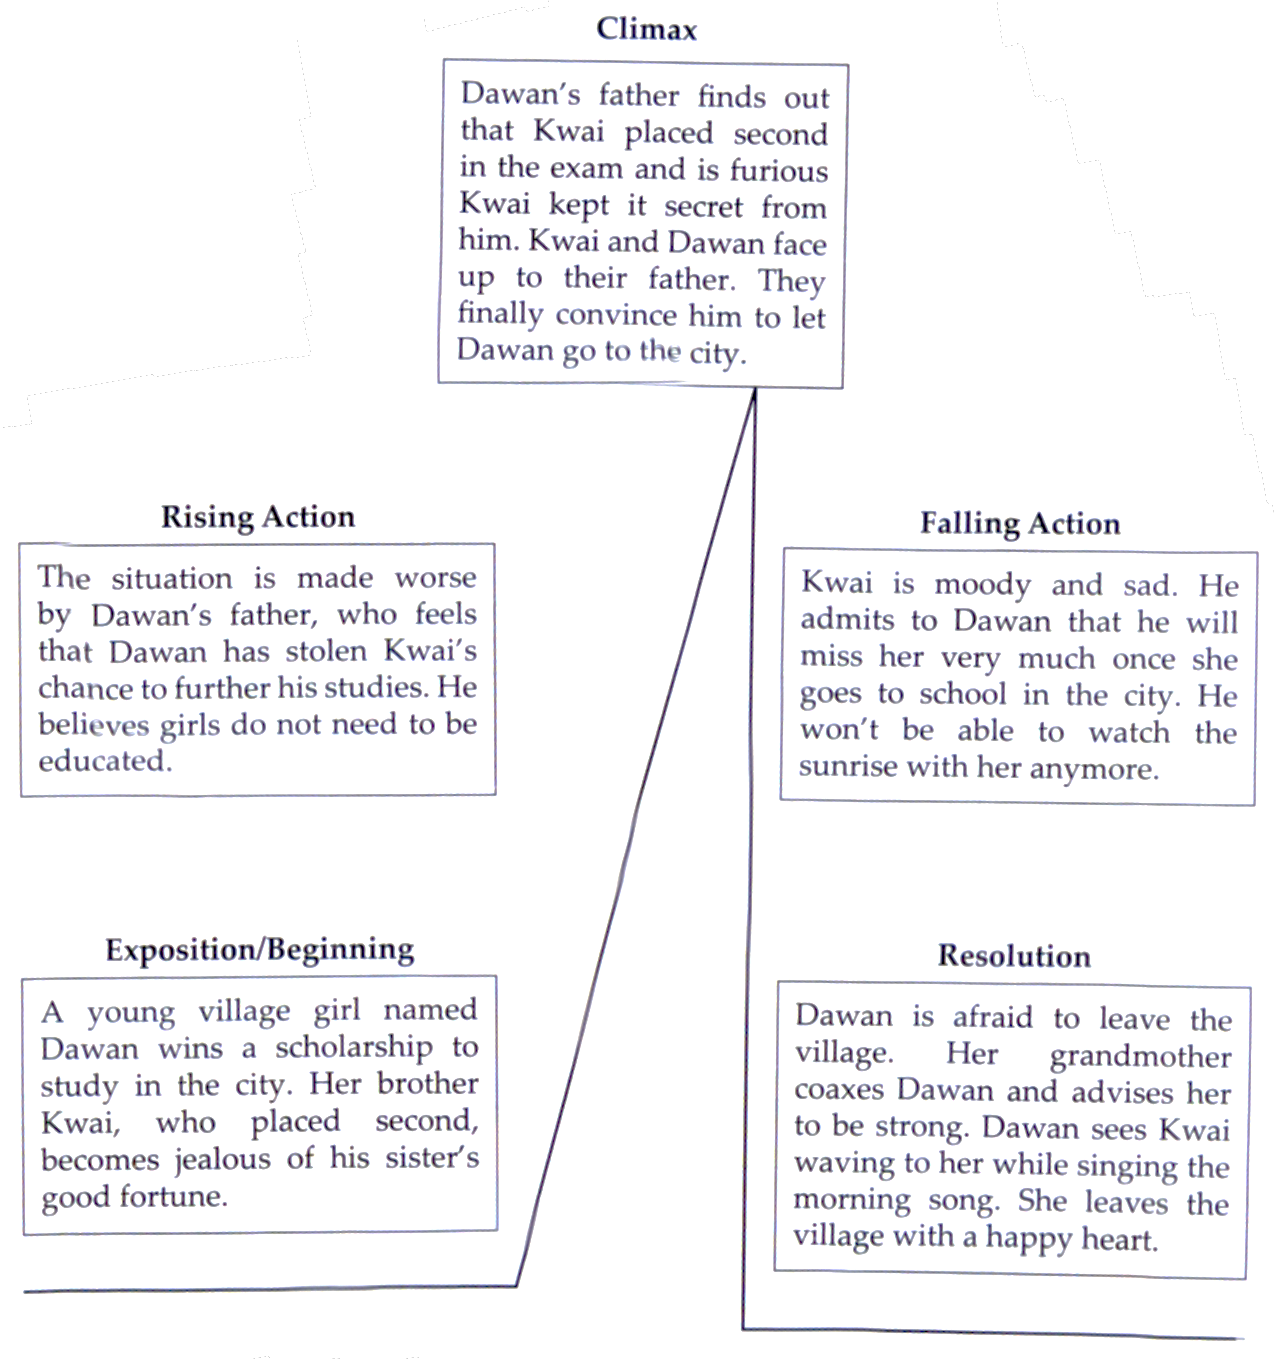 Climax
Dawan's father finds out
that Kwai placed second
in the exam and is furious
Kwai kept it secret from
him. Kwai and Dawan face
up to their father. They
finally convince him to let
Dawan go to the city.
Rising Action
The situation is made worse
by Dawan's father, who feels
that Dawan has stolen Kwai's
chance to further his studies. He
believes girls do not need to be
educated.
Falling Action
Kwai is moody and sad. He
admits to Dawan that he will
miss her very much once she
goes to school in the city. He
won't be able to watch the
sunrise with her anymore.
Exposition/Beginning
A young village girl named
Dawan wins a scholarship to
study in the city. Her brother
Kwai, who placed second,
becomes jealous of his sister's
good fortune.
Resolution
Dawan is afraid to leave the
village. Her grandmother
coaxes Dawan and advises her
to be strong. Dawan sees Kwai
waving to her while singing the
morning song. She leaves the
village with a happy heart.